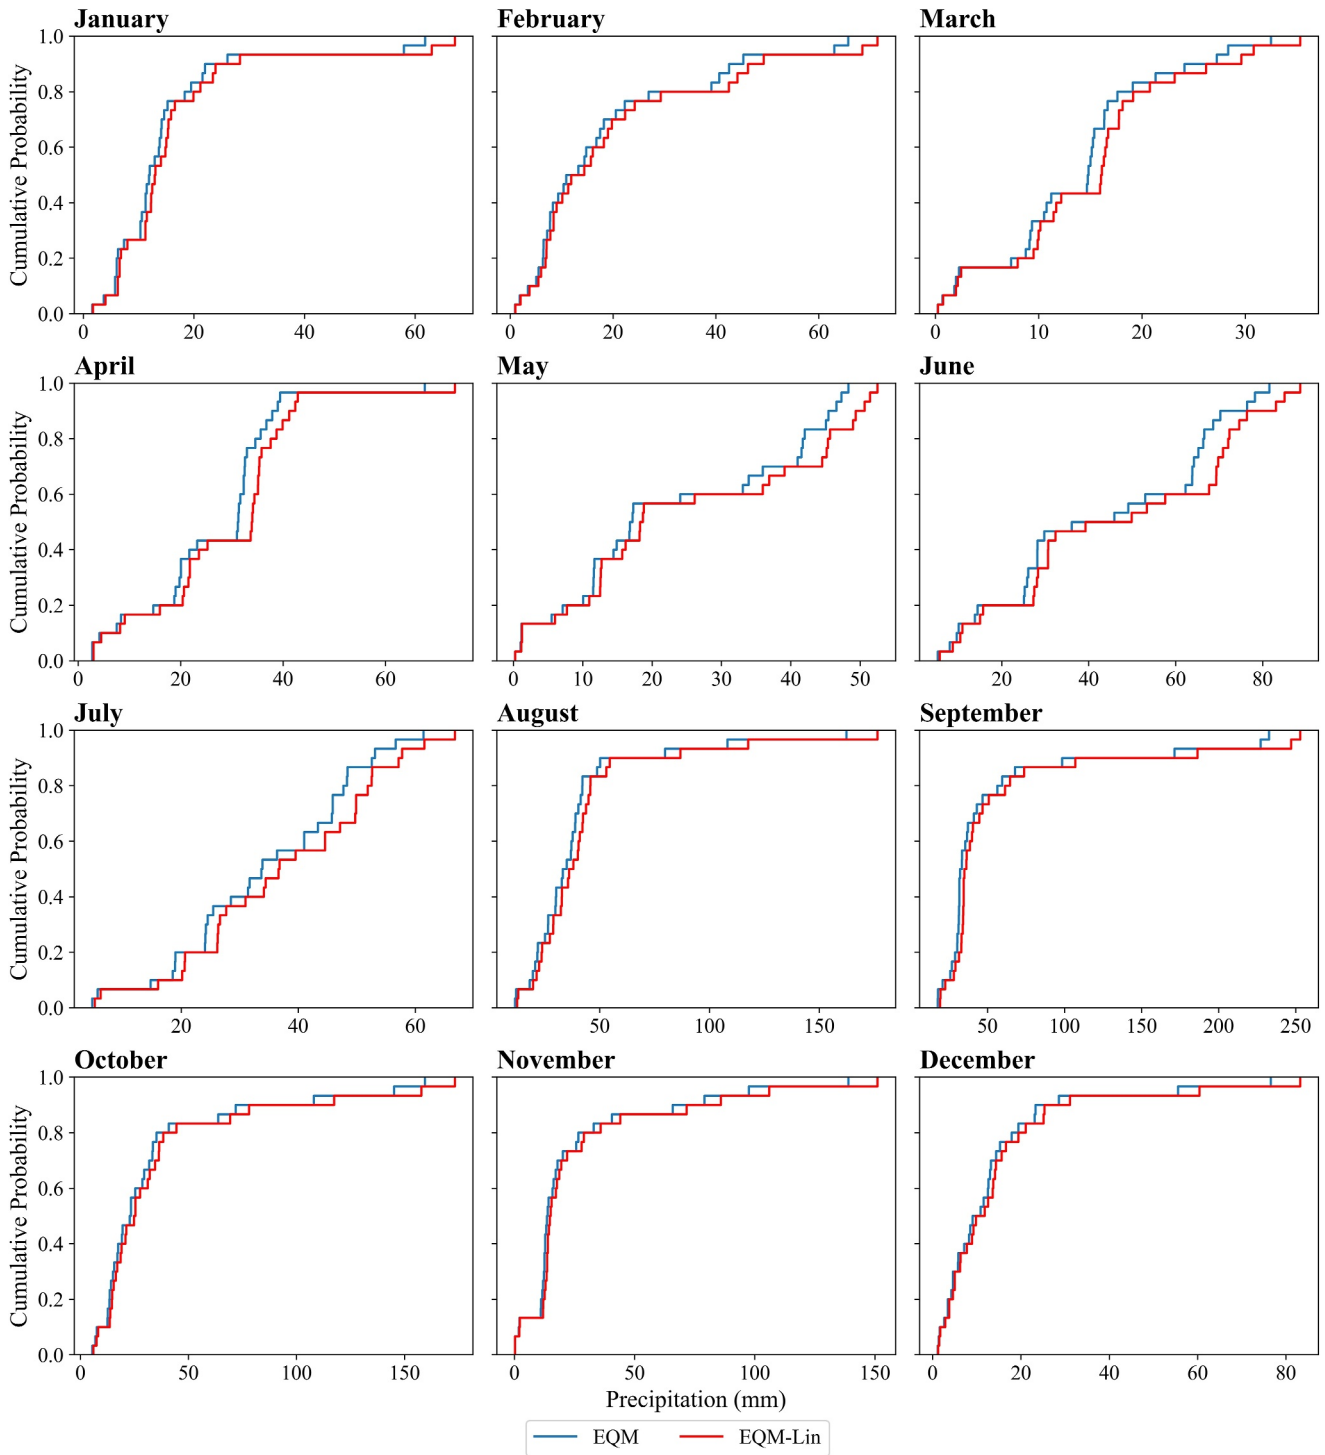 January February March
1.0
0.8
0.6
0.4
0.2
0.0
Cumulative Probability
0 20 40 60
0 20 40 60
0 10 20 30
April May June
1.0
0.8
0.6
0.4
0.2
0.0
Cumulative Probability
0 20 40 60
0 10 20 30 40 50
20 40 60 80
July August September
1.0
0.8
0.6
0.4
0.2
0.0
Cumulative Probability
20 40 60
50 100 150
50 100 150 200 250
October November December
1.0
0.8
0.6
0.4
0.2
0.0
Cumulative Probability
0 50 100 150
0 50 100 150
0 20 40 60 80
Precipitation (mm)
EQM EQM-Lin